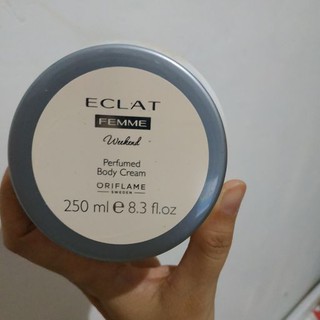 ECLAT
FEMME
Weekend
Perfumed
Body Cream
ORIFLAME
SWEDEN
250 ml ℮ 8.3 fl.oz